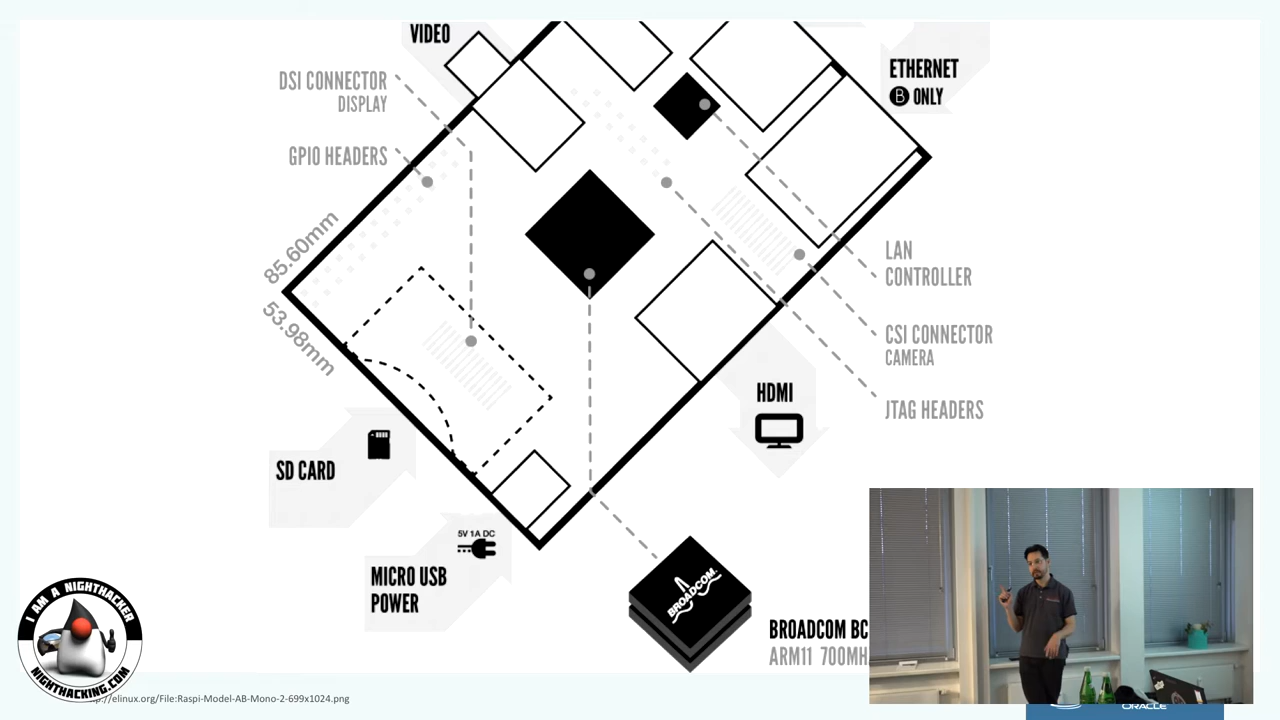 VIDEO
DSI CONNECTOR
DISPLAY
GPIO HEADERS
ETHERNET
B ONLY
85.60mm
53.98mm
LAN
CONTROLLER
CSI CONNECTOR
CAMERA
JTAG HEADERS
HDMI
SD CARD
5V 1A DC
MICRO USB
POWER
BROADCOM.
BROADCOM BC
ARM11 700MH
I AM A NIGHTHACKER
NIGHTHACKING.COM
p://elinux.org/File:Raspi-Model-AB-Mono-2-699x1024.png
ORACLE